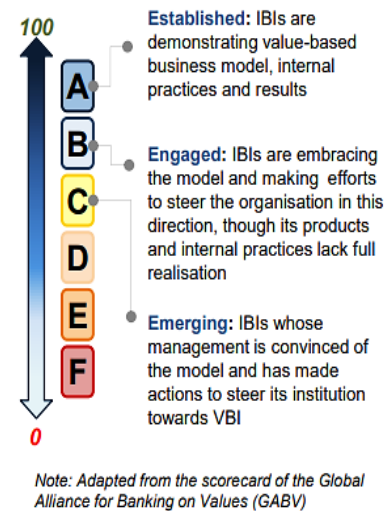 100
Established: IBIs are
demonstrating value-based
business model, internal
practices and results
A
B
Engaged: IBIs are embracing
the model and making efforts
to steer the organisation in this
direction, though its products
and internal practices lack full
realisation
C
D
E
Emerging: IBIs whose
management is convinced of
the model and has made
actions to steer its institution
towards VBI
F
0
Note: Adapted from the scorecard of the Global
Alliance for Banking on Values (GABV)